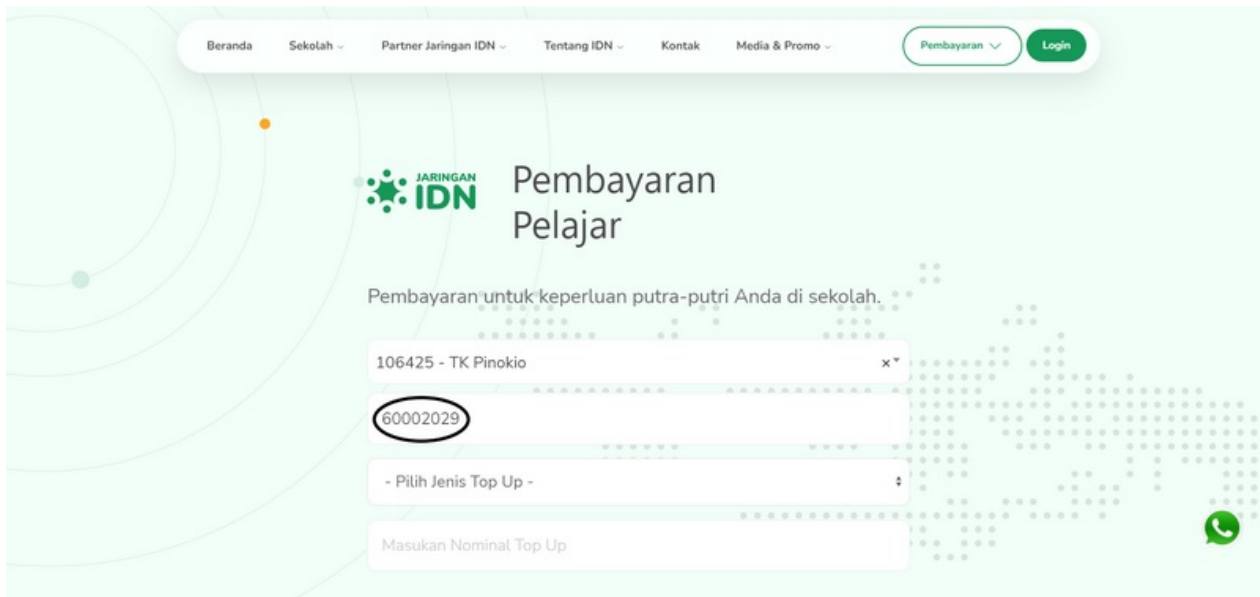 Beranda Sekolah Partner Jaringan IDN Tentang IDN Kontak Media & Promo Pembayaran Login
JARINGAN
IDN
Pembayaran
Pelajar
Pembayaran untuk keperluan putra-putri Anda di sekolah.
106425 - TK Pinokio ×
60002029
- Pilih Jenis Top Up -
Masukan Nominal Top Up